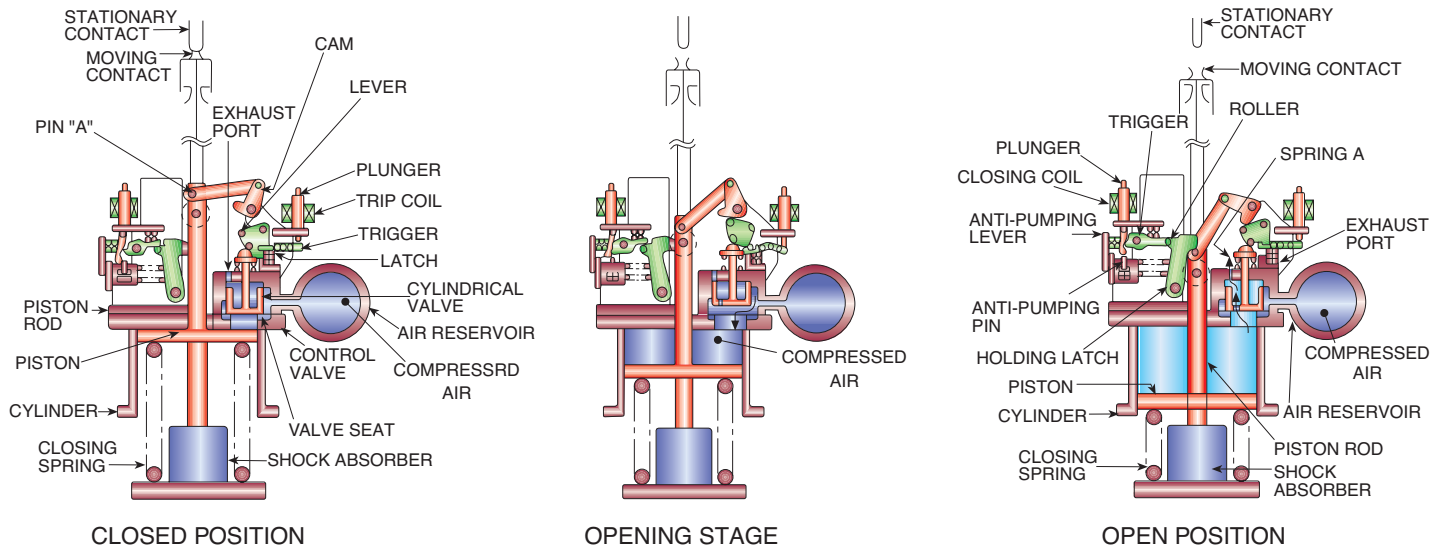 STATIONARY
CONTACT
MOVING
CONTACT
CAM
LEVER
EXHAUST
PORT
PIN "A"
PLUNGER
TRIP COIL
TRIGGER
LATCH
CYLINDRICAL
VALVE
AIR RESERVOIR
PISTON
ROD
CONTROL
VALVE
COMPRESSRD
AIR
PISTON
CYLINDER
VALVE SEAT
CLOSING
SPRING
SHOCK ABSORBER
CLOSED POSITION
COMPRESSED
AIR
OPENING STAGE
STATIONARY
CONTACT
MOVING CONTACT
TRIGGER
ROLLER
PLUNGER
SPRING A
CLOSING COIL
ANTI-PUMPING
LEVER
EXHAUST
PORT
ANTI-PUMPING
PIN
HOLDING LATCH
COMPRESSED
AIR
PISTON
CYLINDER
AIR RESERVOIR
PISTON ROD
CLOSING
SPRING
SHOCK
ABSORBER
OPEN POSITION